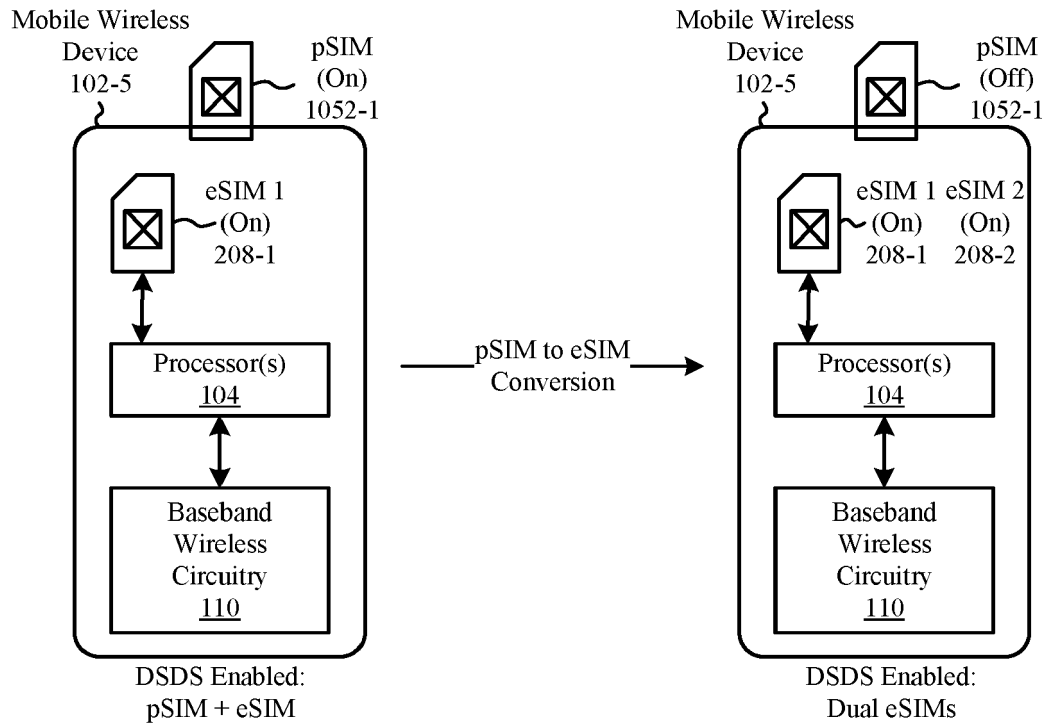 Mobile Wireless
Device
102-5
pSIM
(On)
1052-1
eSIM 1
(On)
208-1
Processor(s)
104
Baseband
Wireless
Circuitry
110
DSDS Enabled:
pSIM + eSIM
pSIM to eSIM
Conversion
Mobile Wireless
Device
102-5
pSIM
(Off)
1052-1
eSIM 1
(On)
208-1
eSIM 2
(On)
208-2
Processor(s)
104
Baseband
Wireless
Circuitry
110
DSDS Enabled:
Dual eSIMs